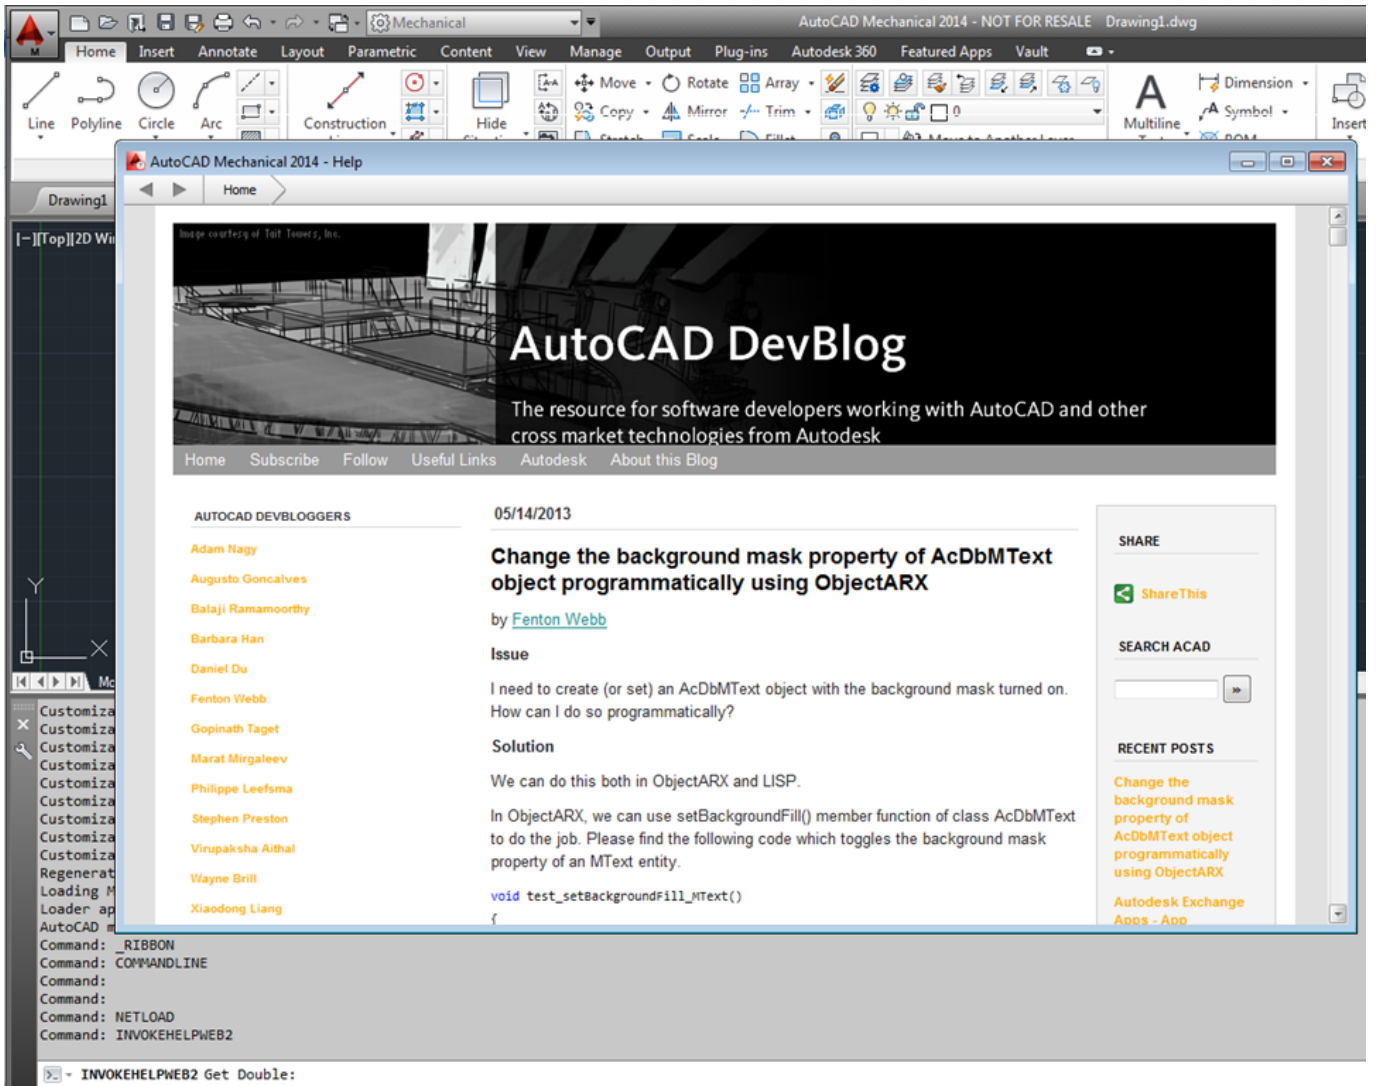 Mechanical
AutoCAD Mechanical 2014 - NOT FOR RESALE Drawing1.dwg
M
Home Insert Annotate Layout Parametric Content View Manage Output Plug-ins Autodesk 360 Featured Apps Vault
Move Rotate Array
Dimension
Line Polyline Circle Arc Construction Hide Copy Mirror Trim 0 Multiline Symbol Insert
Stretch Scale Fillet Move to Another Layer BOM
AutoCAD Mechanical 2014 - Help
Home
Drawing1
[–][Top][2D Wi
Image courtesy of Tait Towers, Inc.
AutoCAD DevBlog
The resource for software developers working with AutoCAD and other
cross market technologies from Autodesk
Home Subscribe Follow Useful Links Autodesk About this Blog
AUTOCAD DEVBLOGGERS
Adam Nagy
Augusto Goncalves
Balaji Ramamoorthy
Barbara Han
Daniel Du
Fenton Webb
Gopinath Taget
Marat Mirgaleev
Philippe Leefsma
Stephen Preston
Virupaksha Aithal
Wayne Brill
Xiaodong Liang
05/14/2013
Change the background mask property of AcDbMText
object programmatically using ObjectARX
by Fenton Webb
Issue
I need to create (or set) an AcDbMText object with the background mask turned on.
How can I do so programmatically?
Solution
We can do this both in ObjectARX and LISP.
In ObjectARX, we can use setBackgroundFill() member function of class AcDbMText
to do the job. Please find the following code which toggles the background mask
property of an MText entity.
void test_setBackgroundFill_MText()
{
SHARE
ShareThis
SEARCH ACAD
»
RECENT POSTS
Change the
background mask
property of
AcDbMText object
programmatically
using ObjectARX
Autodesk Exchange
Apps - App
Y
X
Mo
Customiza
Customiza
Customiza
Customiza
Customiza
Customiza
Customiza
Customiza
Customiza
Regenerat
Loading M
Loader ap
AutoCAD m
Command: _RIBBON
Command: COMMANDLINE
Command:
Command:
Command: NETLOAD
Command: INVOKEHELPWEB2
INVOKEHELPWEB2 Get Double: